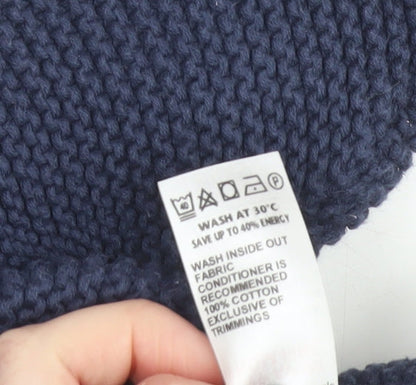 40 P
WASH AT 30°C
SAVE UP TO 40% ENERGY
WASH INSIDE OUT
FABRIC
CONDITIONER IS
RECOMMENDED
100% COTTON
EXCLUSIVE OF
TRIMMINGS